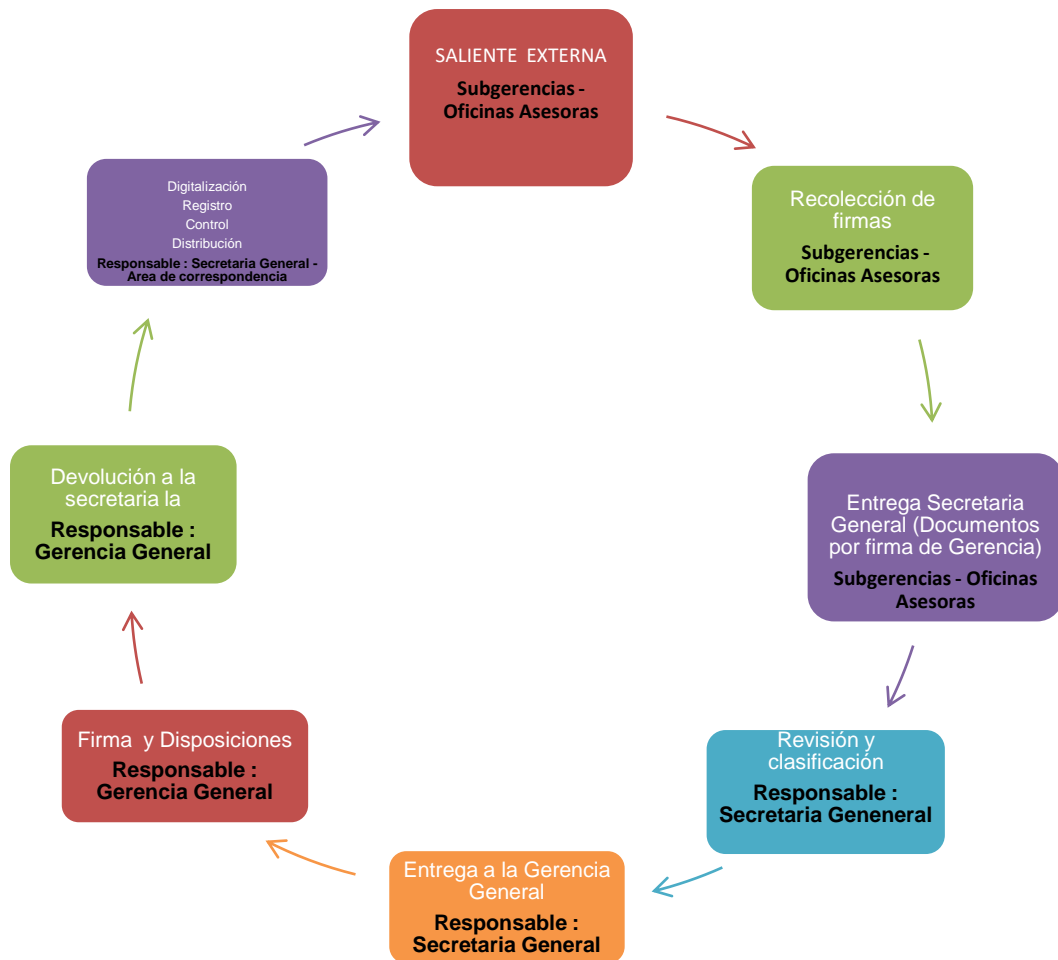 SALIENTE EXTERNA
Subgerencias -
Oficinas Asesoras
Recolección de
firmas
Subgerencias -
Oficinas Asesoras
Entrega Secretaria
General (Documentos
por firma de Gerencia)
Subgerencias - Oficinas
Asesoras
Revisión y
clasificación
Responsable :
Secretaria Geneneral
Entrega a la Gerencia
General
Responsable :
Secretaria General
Firma y Disposiciones
Responsable :
Gerencia General
Devolución a la
secretaria la
Responsable :
Gerencia General
Digitalización
Registro
Control
Distribución
Responsable : Secretaria General -
Area de correspondencia